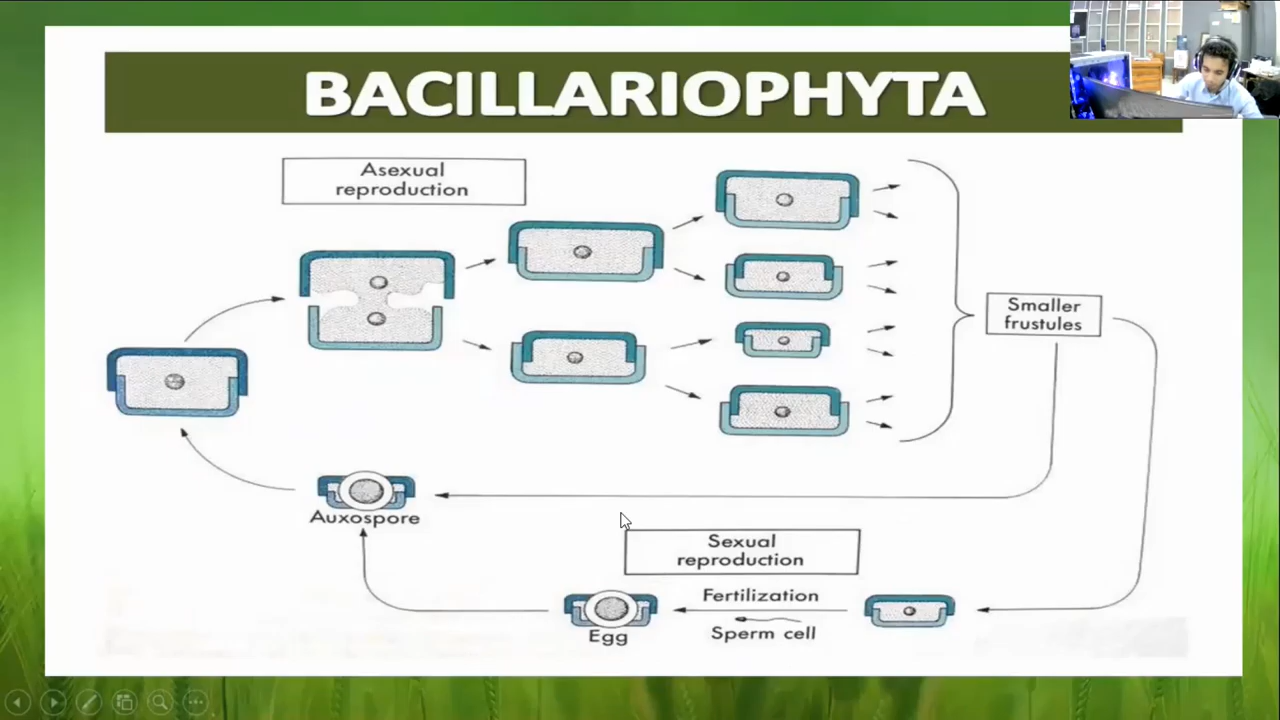 BACILLARIOPHYTA
Asexual
reproduction
Smaller
frustules
Auxospore
Sexual
reproduction
Fertilization
Sperm cell
Egg